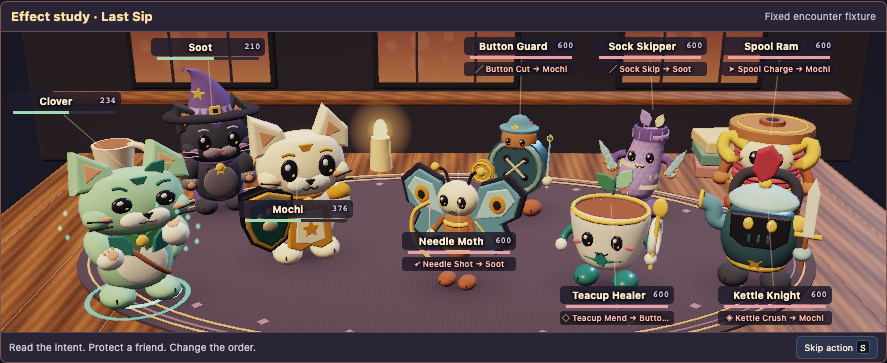 Effect study · Last Sip
Fixed encounter fixture
Soot 210
Button Guard 600
Button Cut → Mochi
Sock Skipper 600
Sock Skip → Soot
Spool Ram 600
Spool Charge → Mochi
Clover 234
Mochi 376
Needle Moth 600
Needle Shot → Soot
Teacup Healer 600
Teacup Mend → Butto...
Kettle Knight 600
Kettle Crush → Mochi
Read the intent. Protect a friend. Change the order.
Skip action S